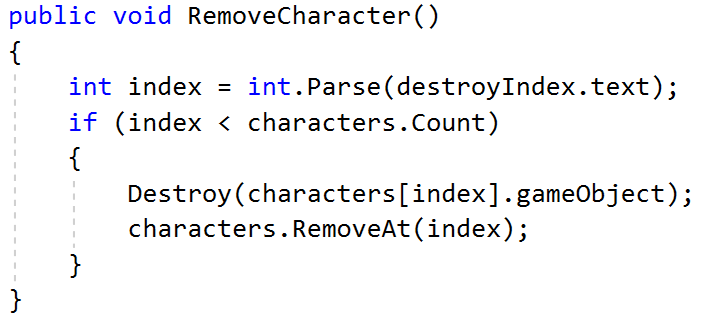 public void RemoveCharacter()
{
    int index = int.Parse(destroyIndex.text);
    if (index < characters.Count)
    {
        Destroy(characters[index].gameObject);
        characters.RemoveAt(index);
    }
}